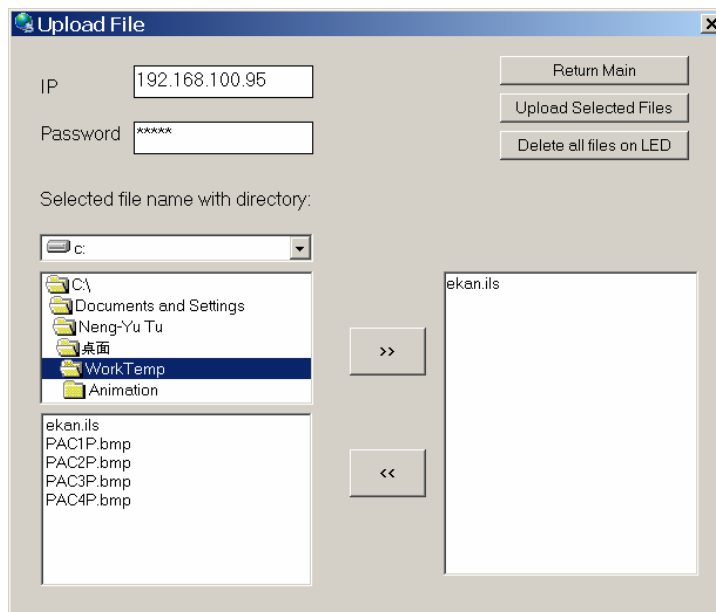 Upload File
IP
192.168.100.95
Return Main
Upload Selected Files
Password
*****
Delete all files on LED
Selected file name with directory:
c:
C:\
Documents and Settings
Neng-Yu Tu
桌面
WorkTemp
Animation
ekan.ils
PAC1P.bmp
PAC2P.bmp
PAC3P.bmp
PAC4P.bmp
>>
<<
ekan.ils